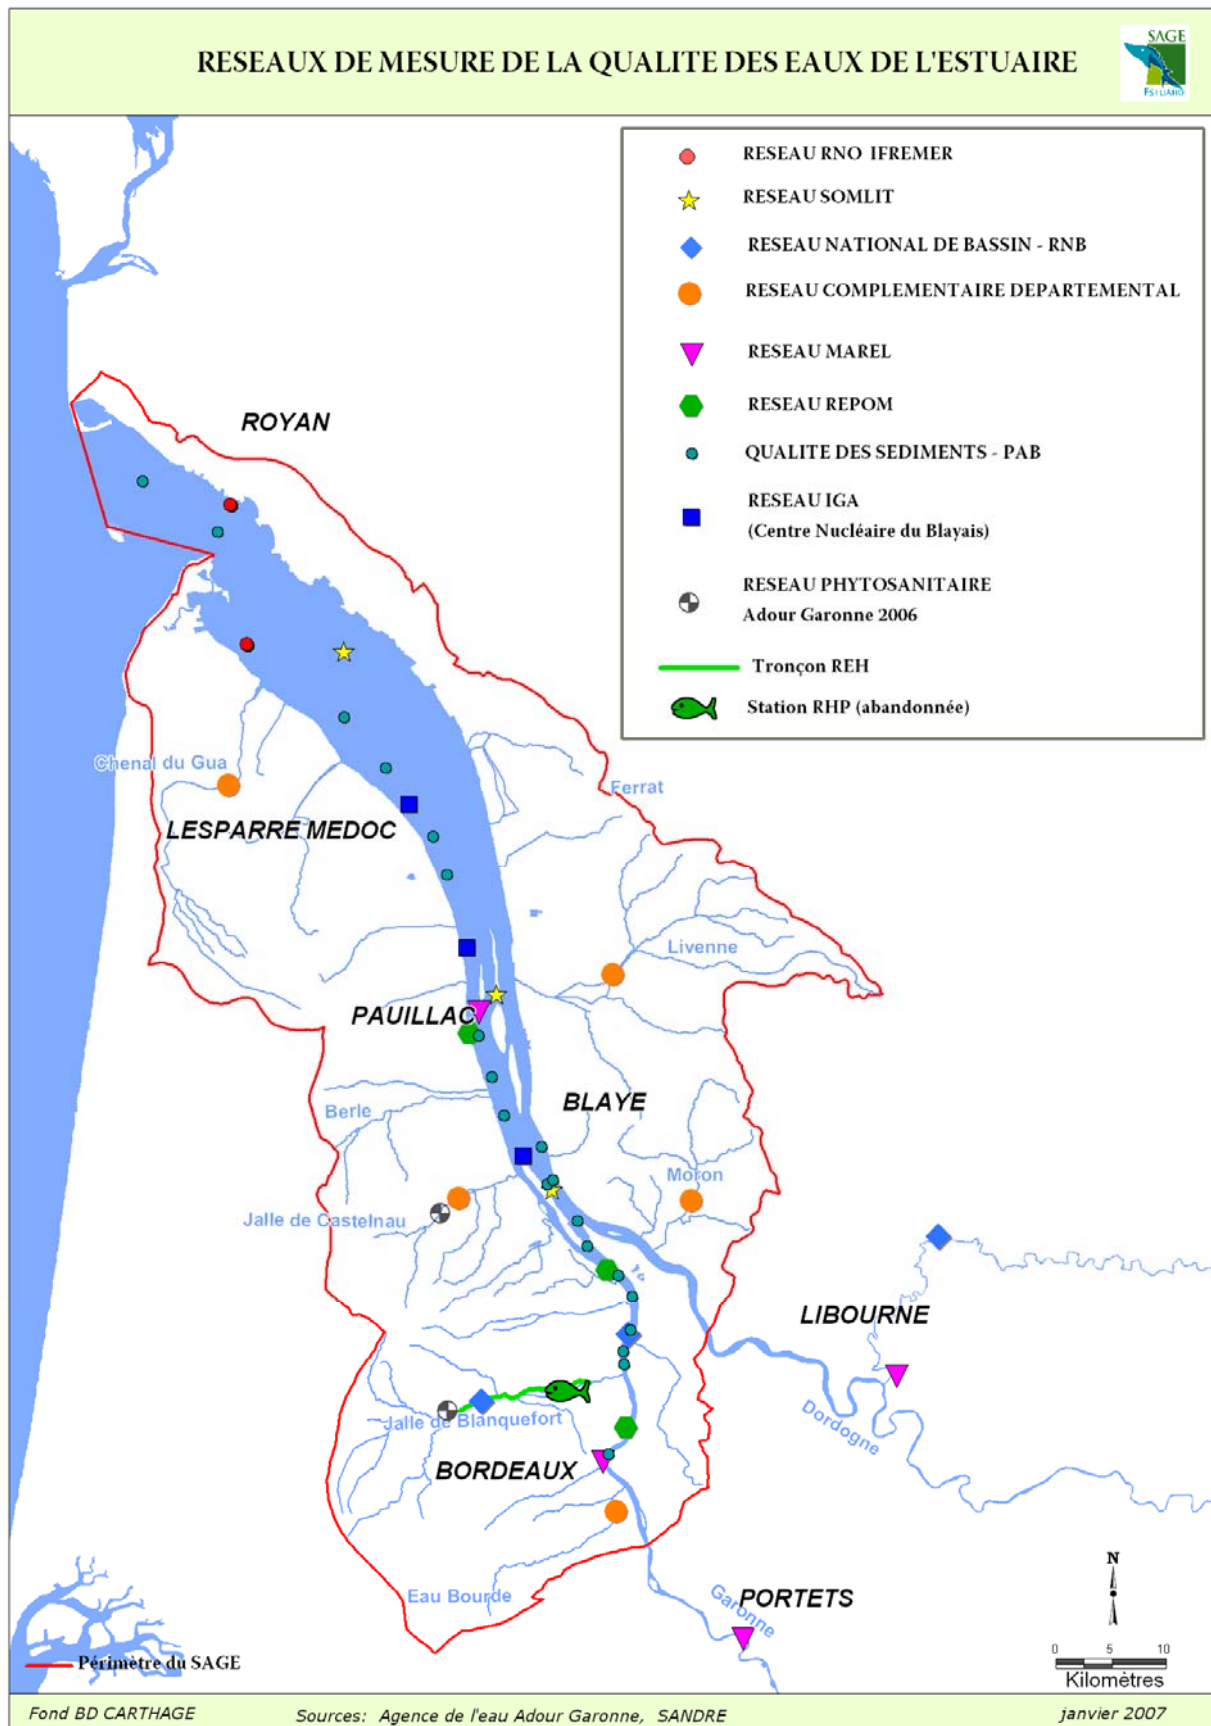 RESEAUX DE MESURE DE LA QUALITE DES EAUX DE L'ESTUAIRE
SAGE
ESTUAIRE
RESEAU RNO IFREMER
RESEAU SOMLIT
RESEAU NATIONAL DE BASSIN - RNB
RESEAU COMPLEMENTAIRE DEPARTEMENTAL
RESEAU MAREL
RESEAU REPOM
QUALITE DES SEDIMENTS - PAB
RESEAU IGA
(Centre Nucléaire du Blayais)
RESEAU PHYTOSANITAIRE
Adour Garonne 2006
Tronçon REH
Station RHP (abandonnée)
ROYAN
Chenal du Gua
Ferrat
LESPARRE MEDOC
Livenne
PAUILLAC
BLAYE
Berle
Moron
Jalle de Castelnau
LIBOURNE
Jalle de Blanquefort
Dordogne
BORDEAUX
Eau Bourde
Garonne
PORTETS
N
0 5 10
Kilomètres
Périmètre du SAGE
Fond BD CARTHAGE
Sources: Agence de l'eau Adour Garonne, SANDRE
janvier 2007